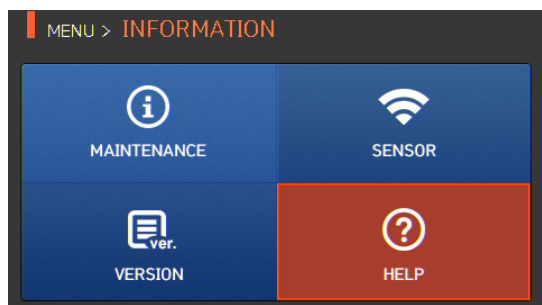 MENU > INFORMATION
MAINTENANCE
SENSOR
ver.
VERSION
HELP